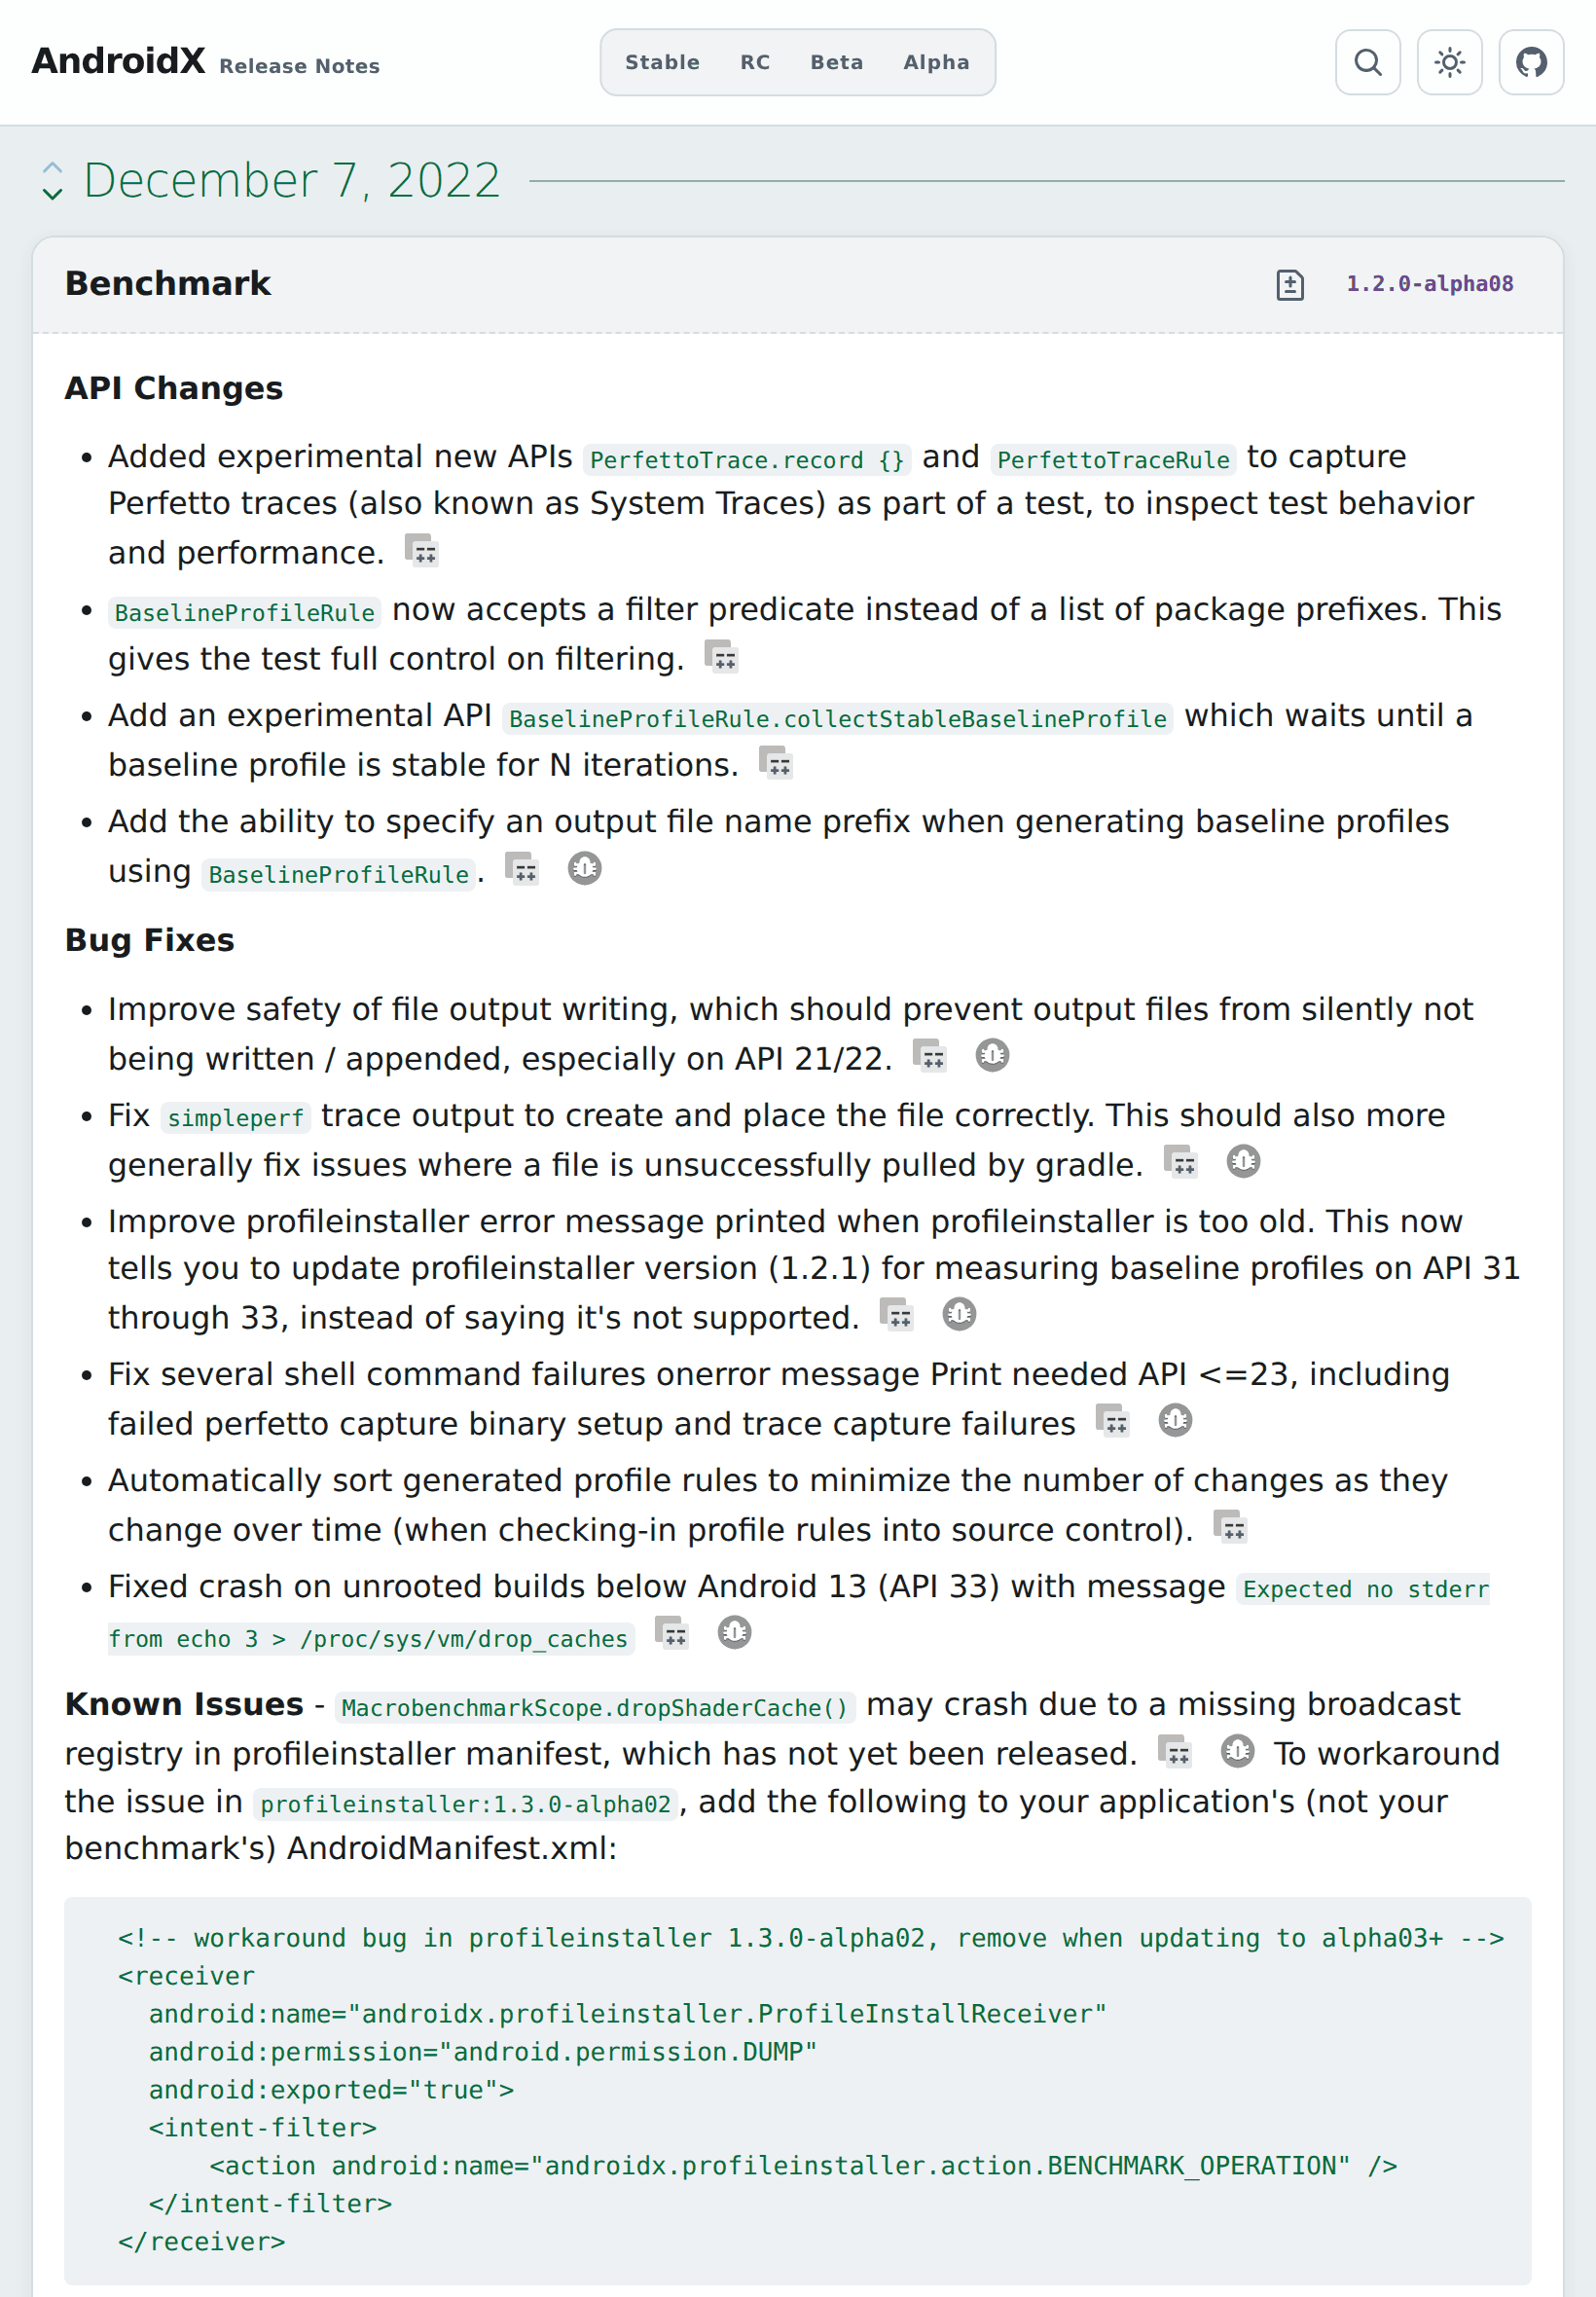 AndroidX Release Notes
Stable RC Beta Alpha
December 7, 2022
Benchmark
1.2.0-alpha08
API Changes
• Added experimental new APIs PerfettoTrace.record {} and PerfettoTraceRule to capture
Perfetto traces (also known as System Traces) as part of a test, to inspect test behavior
and performance.
• BaselineProfileRule now accepts a filter predicate instead of a list of package prefixes. This
gives the test full control on filtering.
• Add an experimental API BaselineProfileRule.collectStableBaselineProfile which waits until a
baseline profile is stable for N iterations.
• Add the ability to specify an output file name prefix when generating baseline profiles
using BaselineProfileRule.
Bug Fixes
• Improve safety of file output writing, which should prevent output files from silently not
being written / appended, especially on API 21/22.
• Fix simpleperf trace output to create and place the file correctly. This should also more
generally fix issues where a file is unsuccessfully pulled by gradle.
• Improve profileinstaller error message printed when profileinstaller is too old. This now
tells you to update profileinstaller version (1.2.1) for measuring baseline profiles on API 31
through 33, instead of saying it's not supported.
• Fix several shell command failures onerror message Print needed API <=23, including
failed perfetto capture binary setup and trace capture failures
• Automatically sort generated profile rules to minimize the number of changes as they
change over time (when checking-in profile rules into source control).
• Fixed crash on unrooted builds below Android 13 (API 33) with message Expected no stderr
from echo 3 > /proc/sys/vm/drop_caches
Known Issues - MacrobenchmarkScope.dropShaderCache() may crash due to a missing broadcast
registry in profileinstaller manifest, which has not yet been released. To workaround
the issue in profileinstaller:1.3.0-alpha02, add the following to your application's (not your
benchmark's) AndroidManifest.xml:
<!-- workaround bug in profileinstaller 1.3.0-alpha02, remove when updating to alpha03+ -->
<receiver
android:name="androidx.profileinstaller.ProfileInstallReceiver"
android:permission="android.permission.DUMP"
android:exported="true">
<intent-filter>
<action android:name="androidx.profileinstaller.action.BENCHMARK_OPERATION" />
</intent-filter>
</receiver>